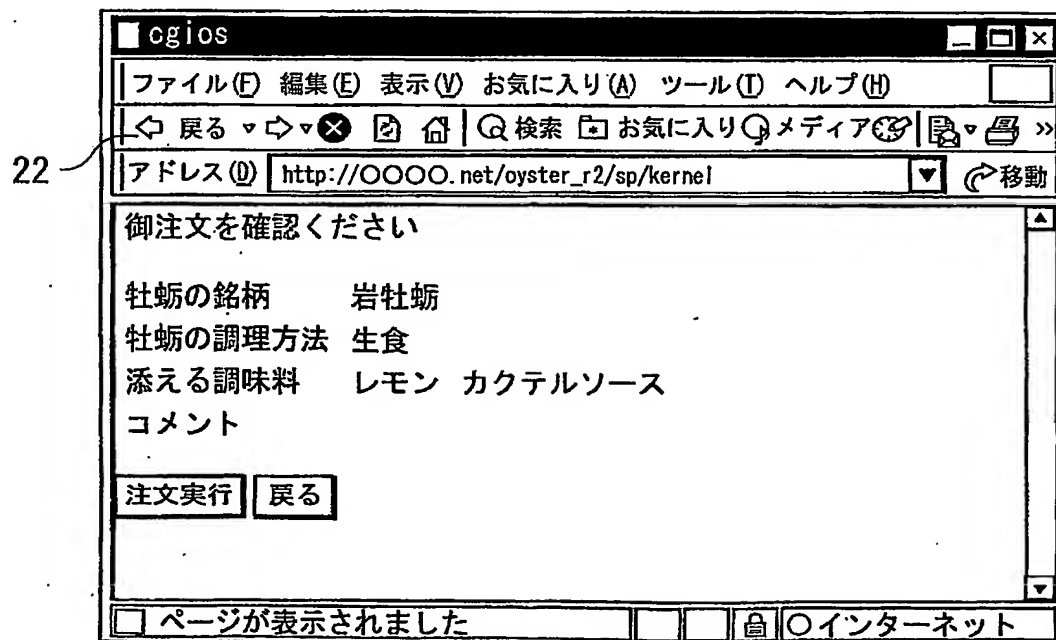 cgios
ファイル(F) 編集(E) 表示(V) お気に入り(A) ツール(T) ヘルプ(H)
戻る 検索 お気に入り メディア »
22
アドレス(D) http://○○○○.net/oyster_r2/sp/kernel 移動
御注文を確認ください
牡蛎の銘柄 岩牡蛎
牡蛎の調理方法 生食
添える調味料 レモン カクテルソース
コメント
注文実行 戻る
ページが表示されました ○インターネット